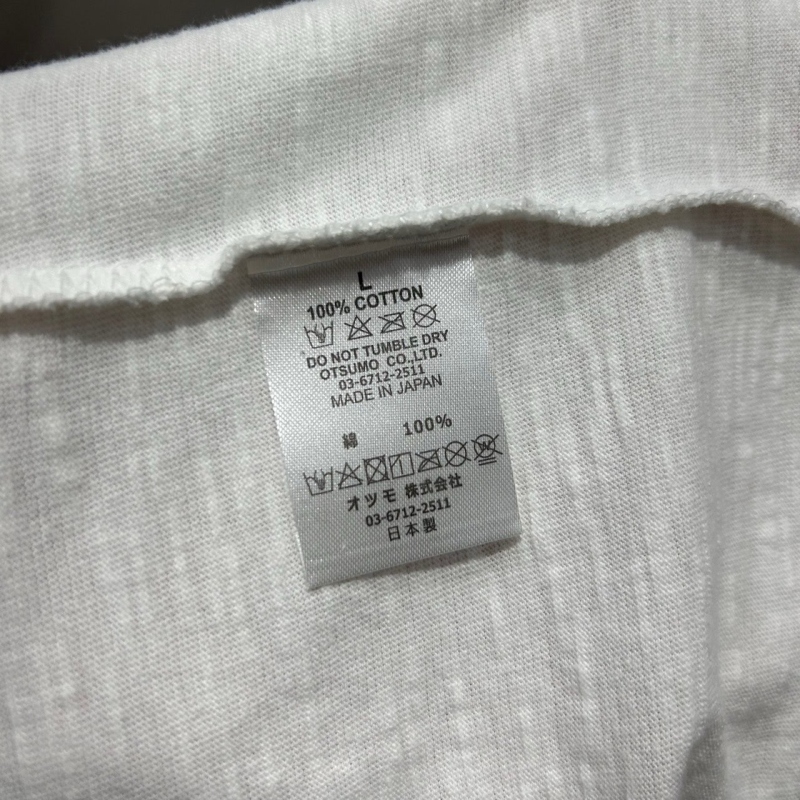 L
100% COTTON
DO NOT TUMBLE DRY
OTSUMO CO.,LTD.
03-6712-2511
MADE IN JAPAN
綿 100%
オツモ 株式会社
03-6712-2511
日本製